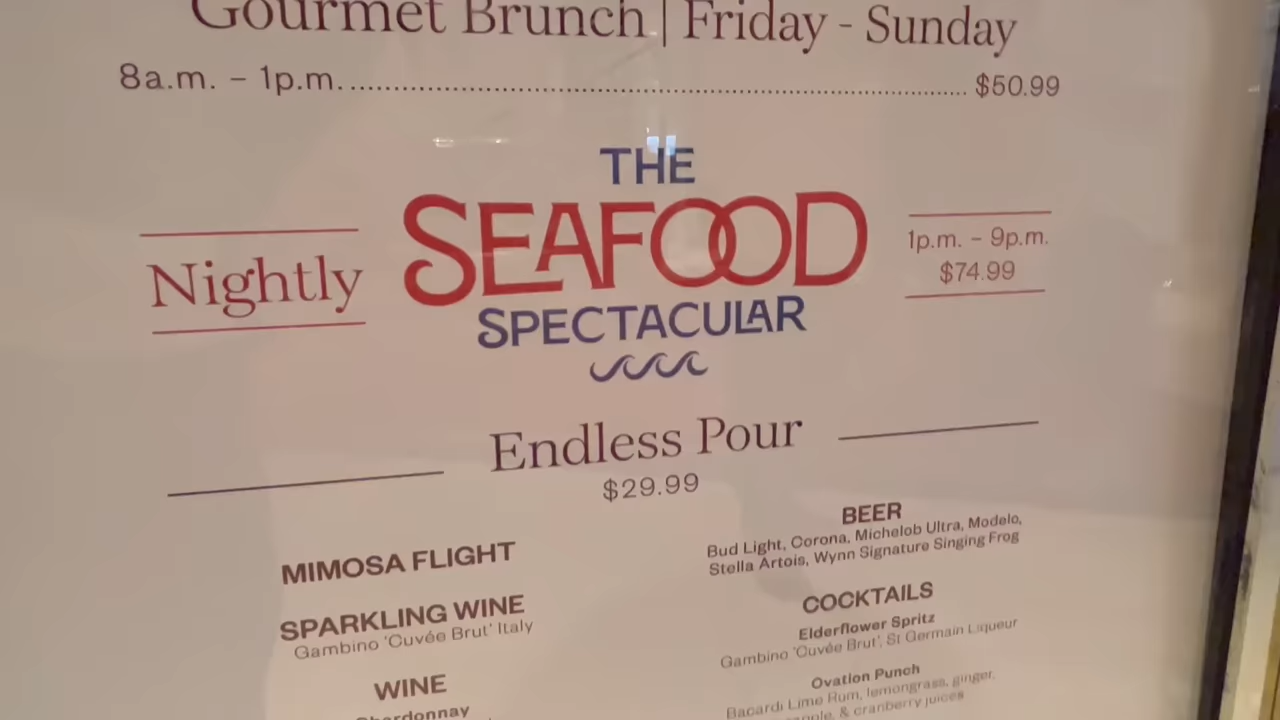 Gourmet Brunch | Friday - Sunday
8a.m. – 1p.m. $50.99
Nightly
THE
SEAFOOD
SPECTACULAR
1p.m. – 9p.m.
$74.99
Endless Pour
$29.99
MIMOSA FLIGHT
SPARKLING WINE
Gambino 'Cuvée Brut' Italy
WINE
Chardonnay
BEER
Bud Light, Corona, Michelob Ultra, Modelo,
Stella Artois, Wynn Signature Singing Frog
COCKTAILS
Elderflower Spritz
Gambino 'Cuvée Brut', St Germain Liqueur
Ovation Punch
Bacardi Lime Rum, lemongrass, ginger,
& cranberry juices